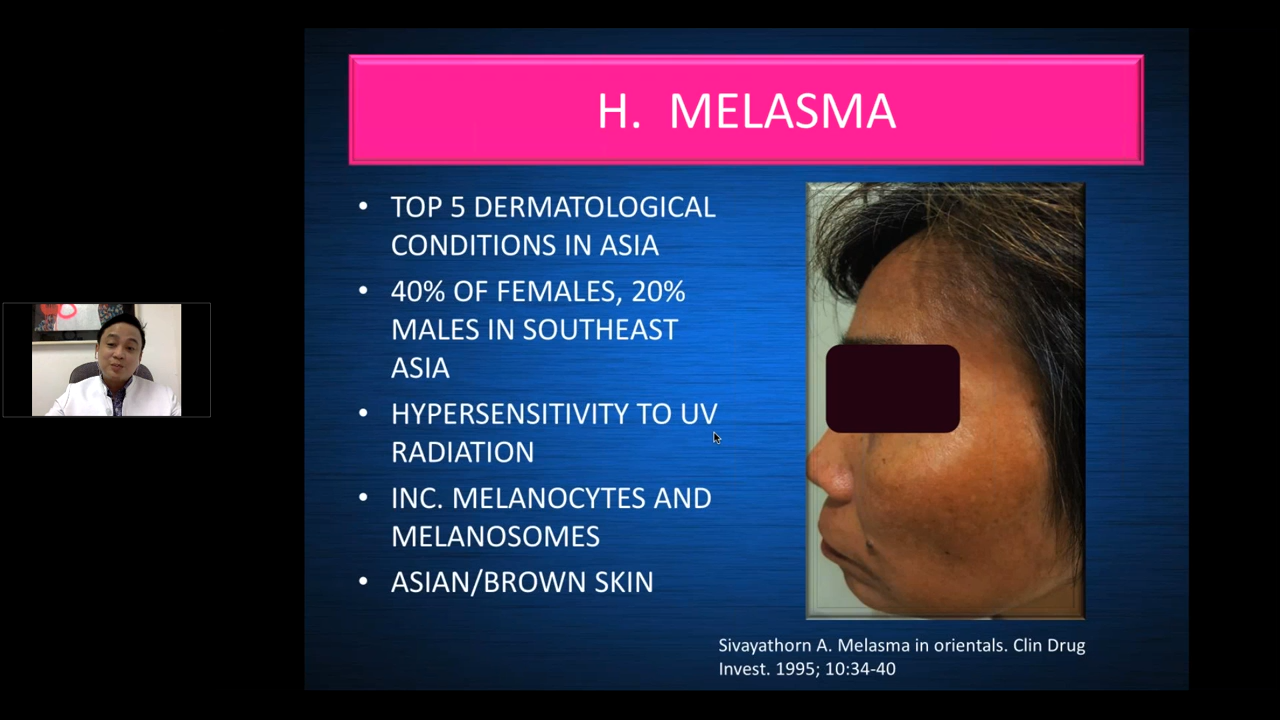 H. MELASMA
• TOP 5 DERMATOLOGICAL
CONDITIONS IN ASIA
• 40% OF FEMALES, 20%
MALES IN SOUTHEAST
ASIA
• HYPERSENSITIVITY TO UV
RADIATION
• INC. MELANOCYTES AND
MELANOSOMES
• ASIAN/BROWN SKIN
Sivayathorn A. Melasma in orientals. Clin Drug
Invest. 1995; 10:34-40